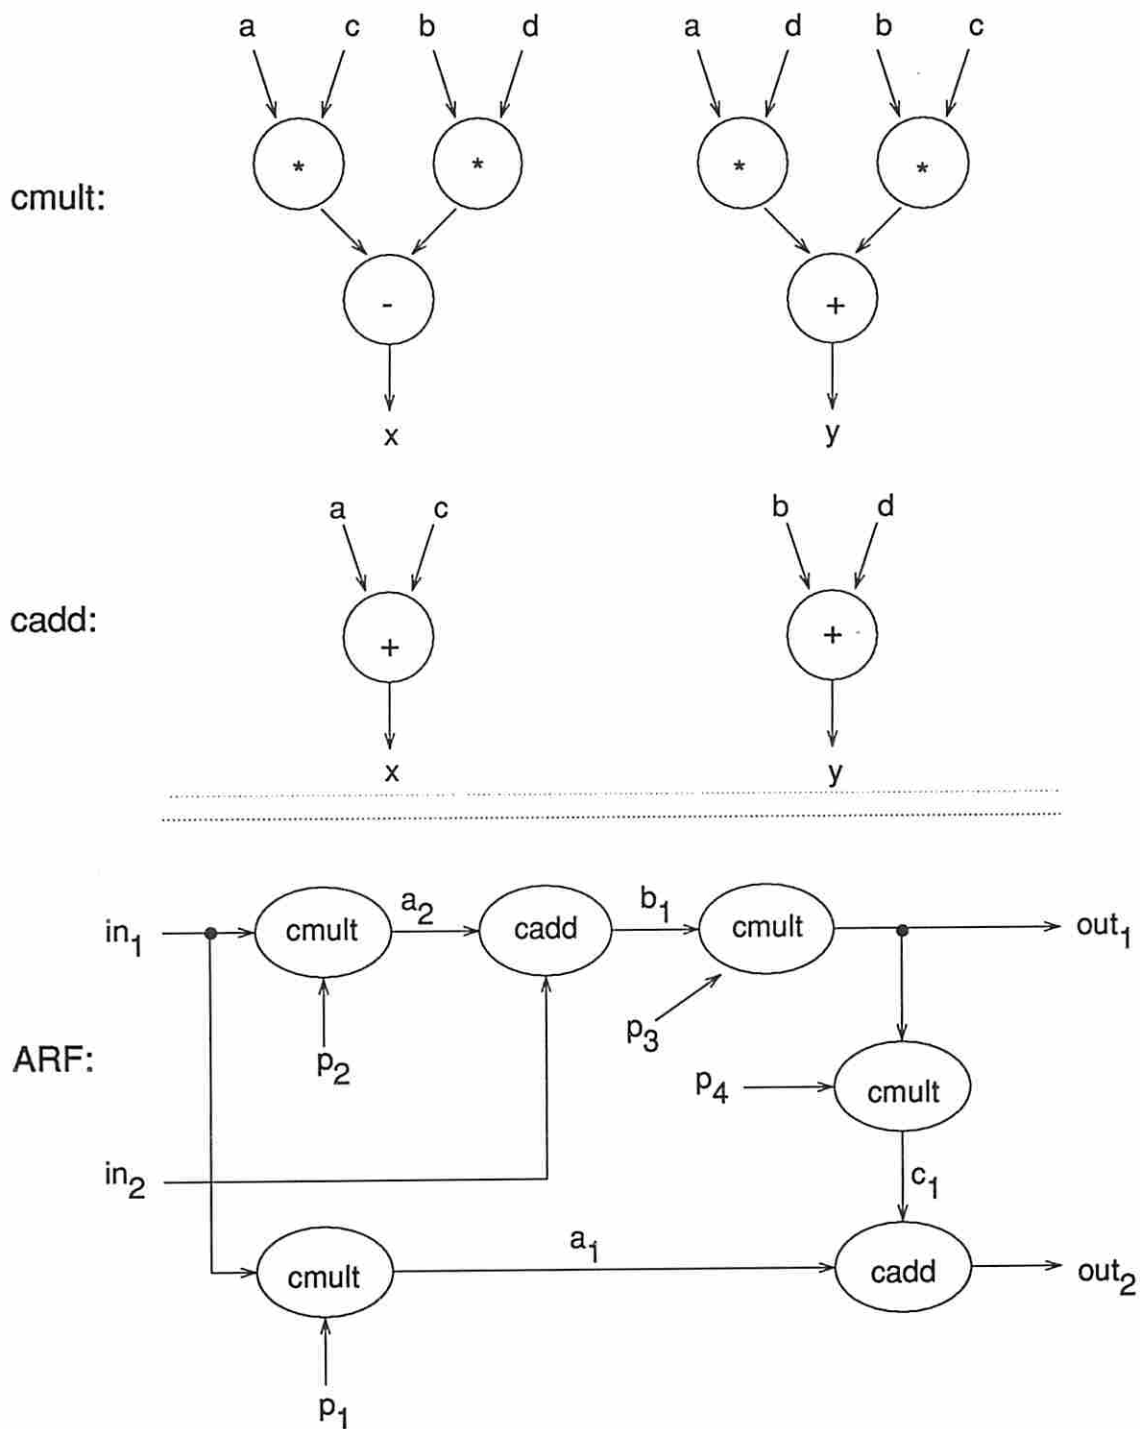 a c b d a d b c
* * * *
cmult:
- +
x y
a c b d
cadd:
+ +
x y
in₁ cmult a₂ cadd b₁ cmult out₁
p₃
ARF: p₂
p₄ cmult
in₂ c₁
cmult a₁ cadd out₂
p₁